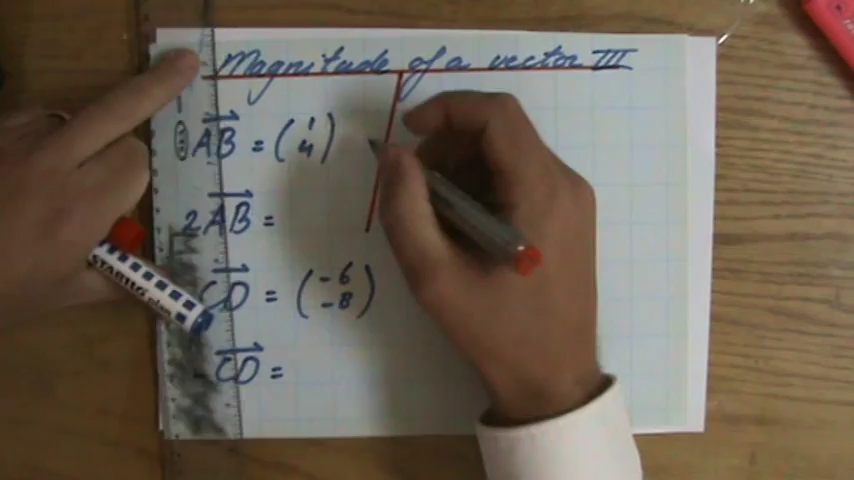 Magnitude of a vector III
AB = ( 1
4 )
2AB =
CD = ( -6
-8 )
CD =